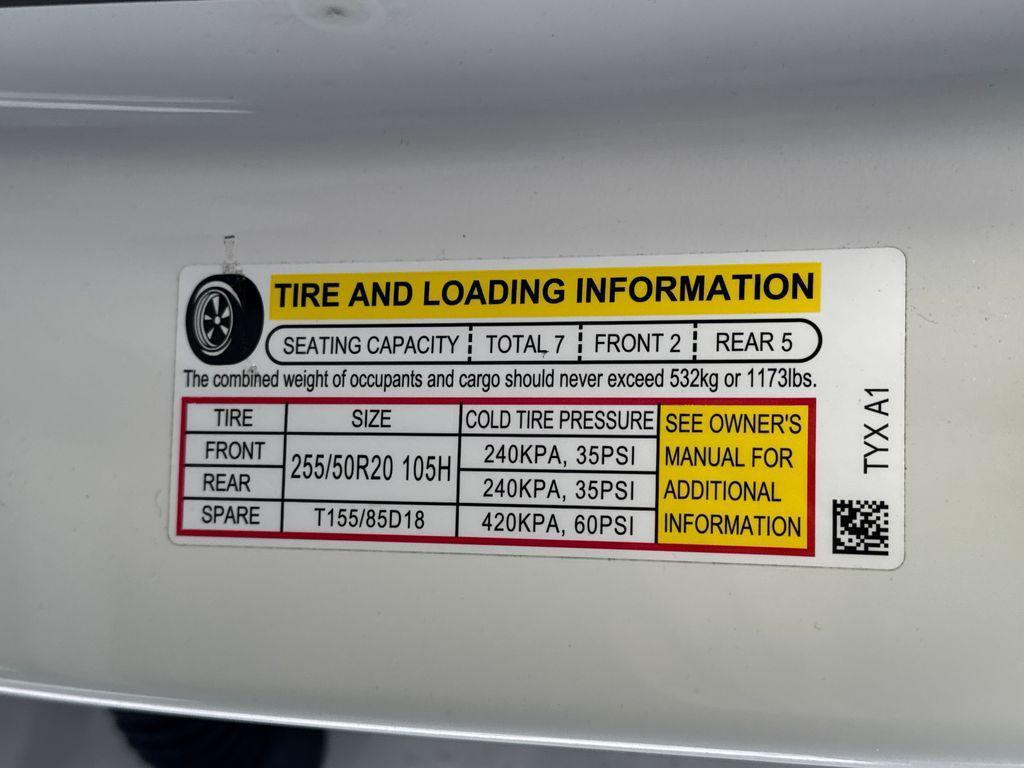 TIRE AND LOADING INFORMATION
SEATING CAPACITY TOTAL 7 FRONT 2 REAR 5
The combined weight of occupants and cargo should never exceed 532kg or 1173lbs.
TIRE SIZE COLD TIRE PRESSURE
FRONT 255/50R20 105H 240KPA, 35PSI
REAR 240KPA, 35PSI
SPARE T155/85D18 420KPA, 60PSI
SEE OWNER'S
MANUAL FOR
ADDITIONAL
INFORMATION
TYX A1